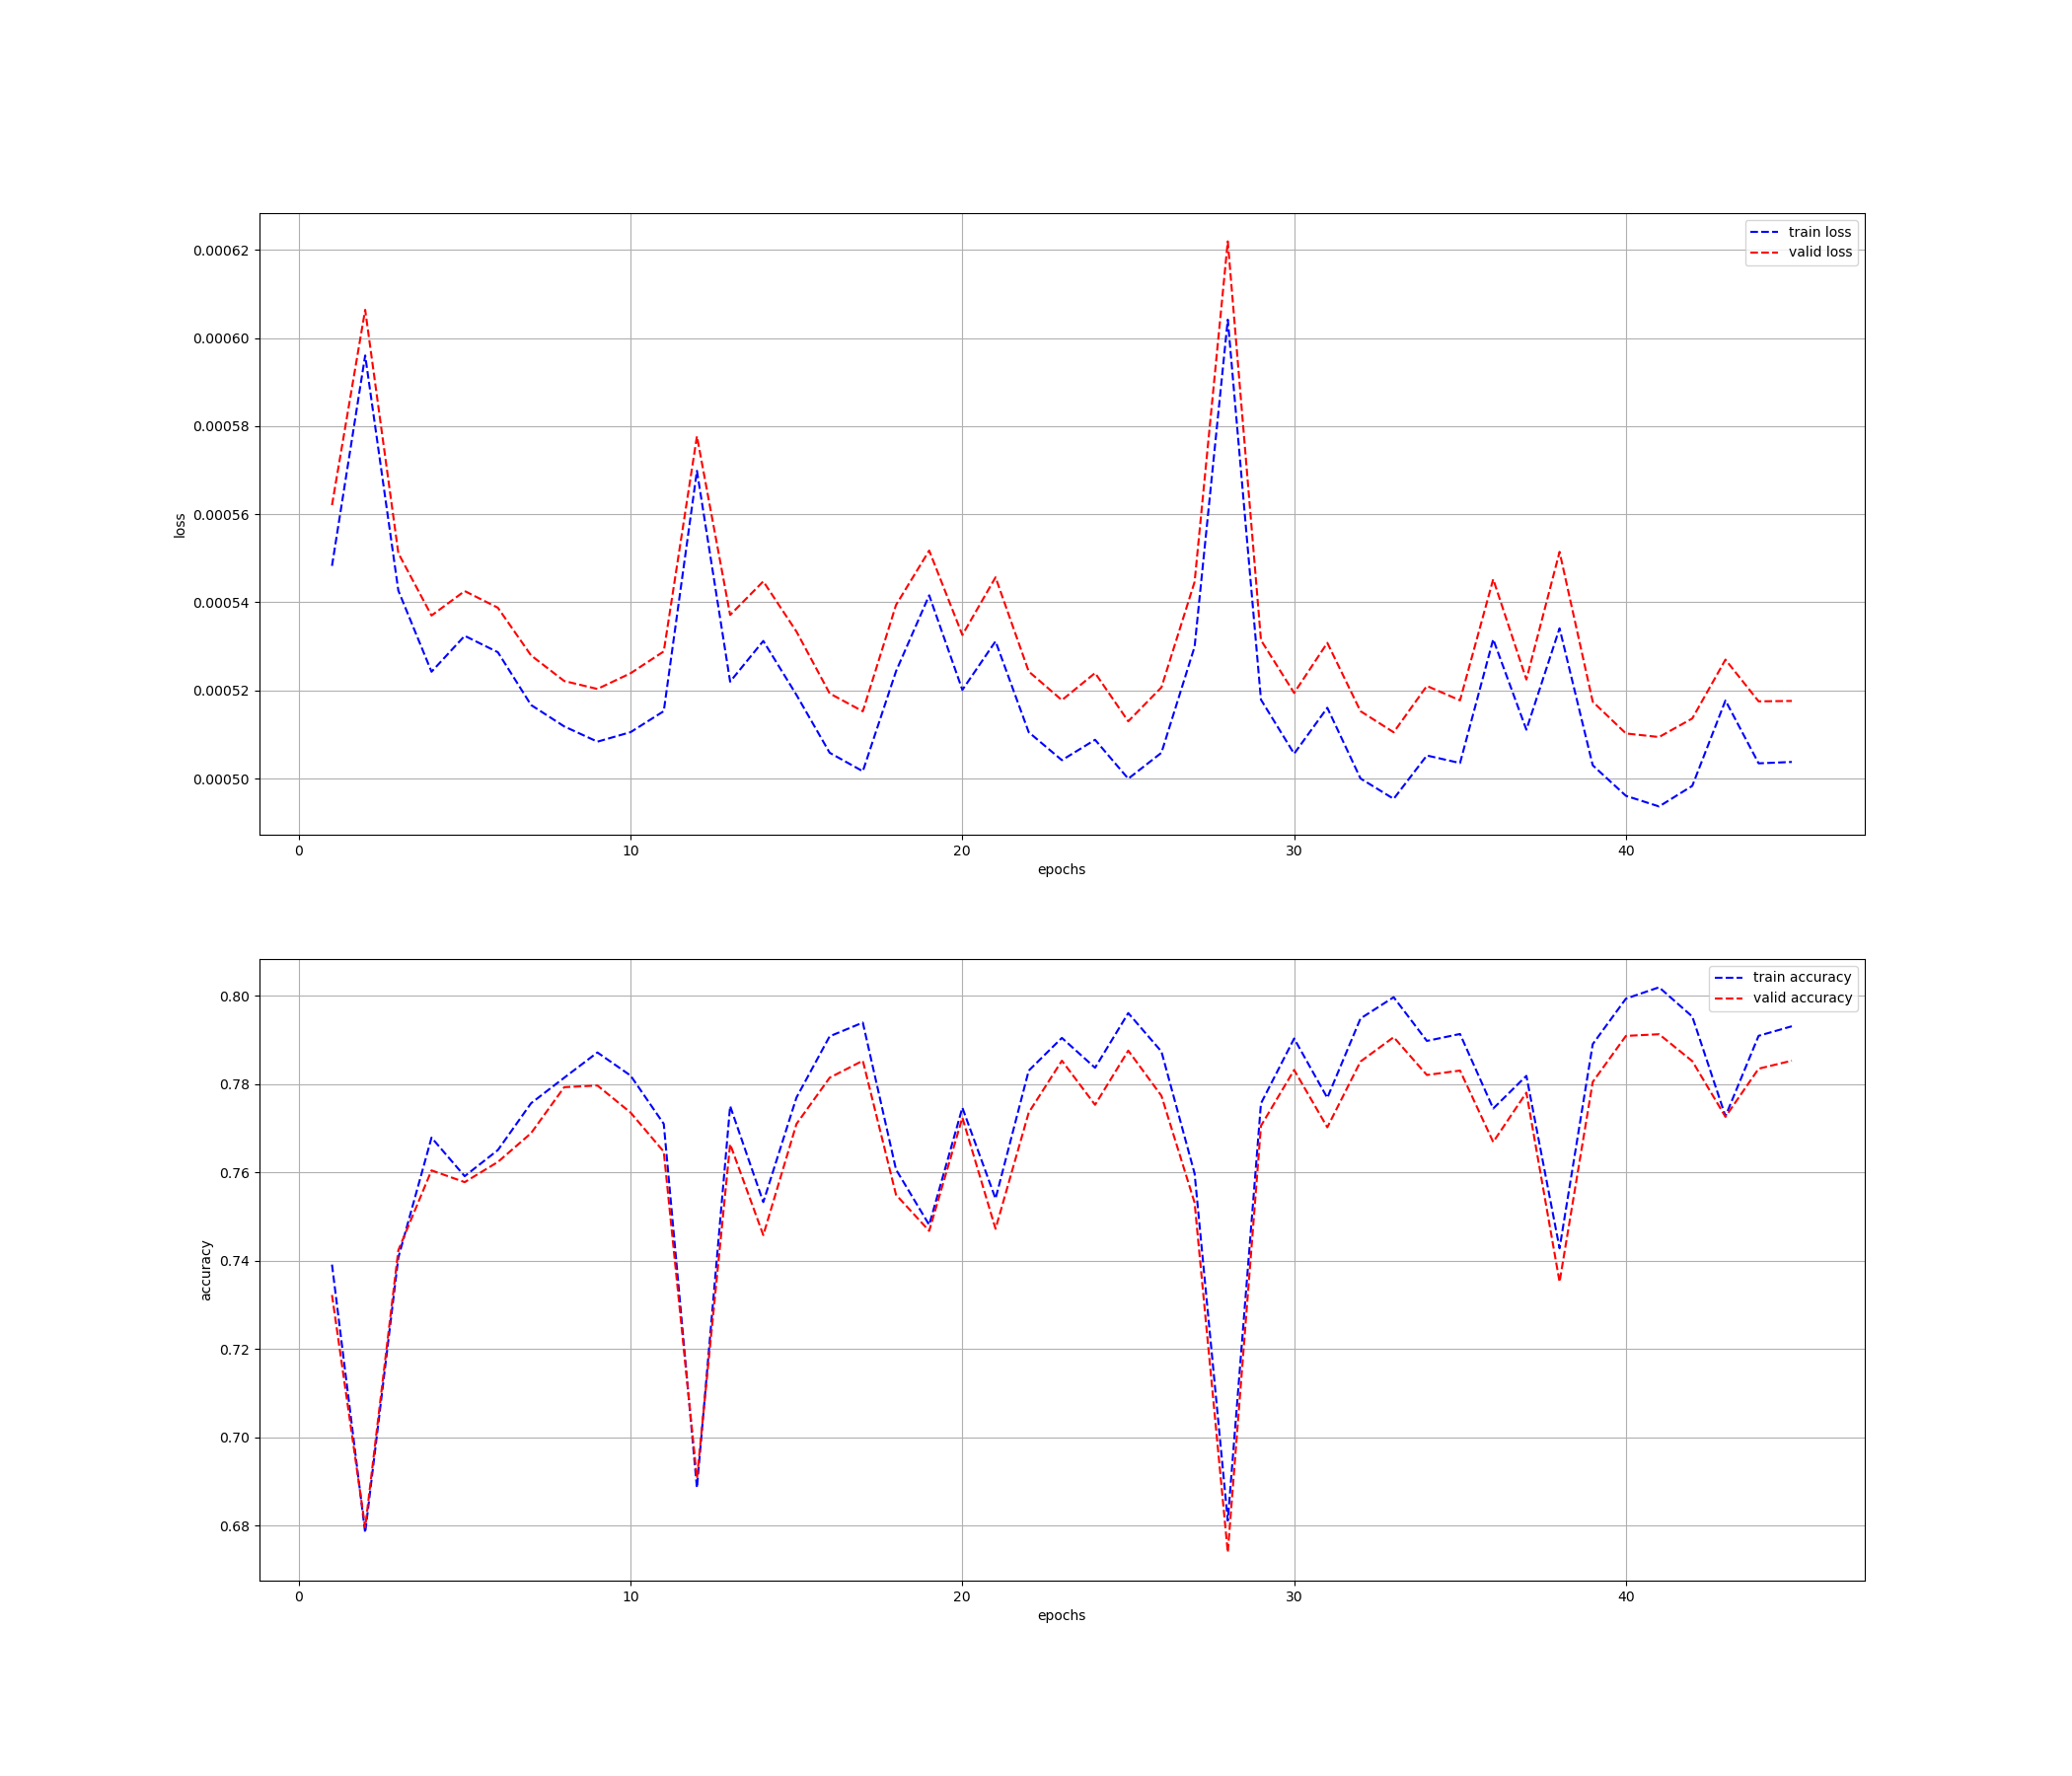 train loss
valid loss
0.00062
0.00060
0.00058
0.00056
0.00054
0.00052
0.00050
loss
0 10 20 30 40
epochs
train accuracy
valid accuracy
0.80
0.78
0.76
0.74
0.72
0.70
0.68
accuracy
0 10 20 30 40
epochs